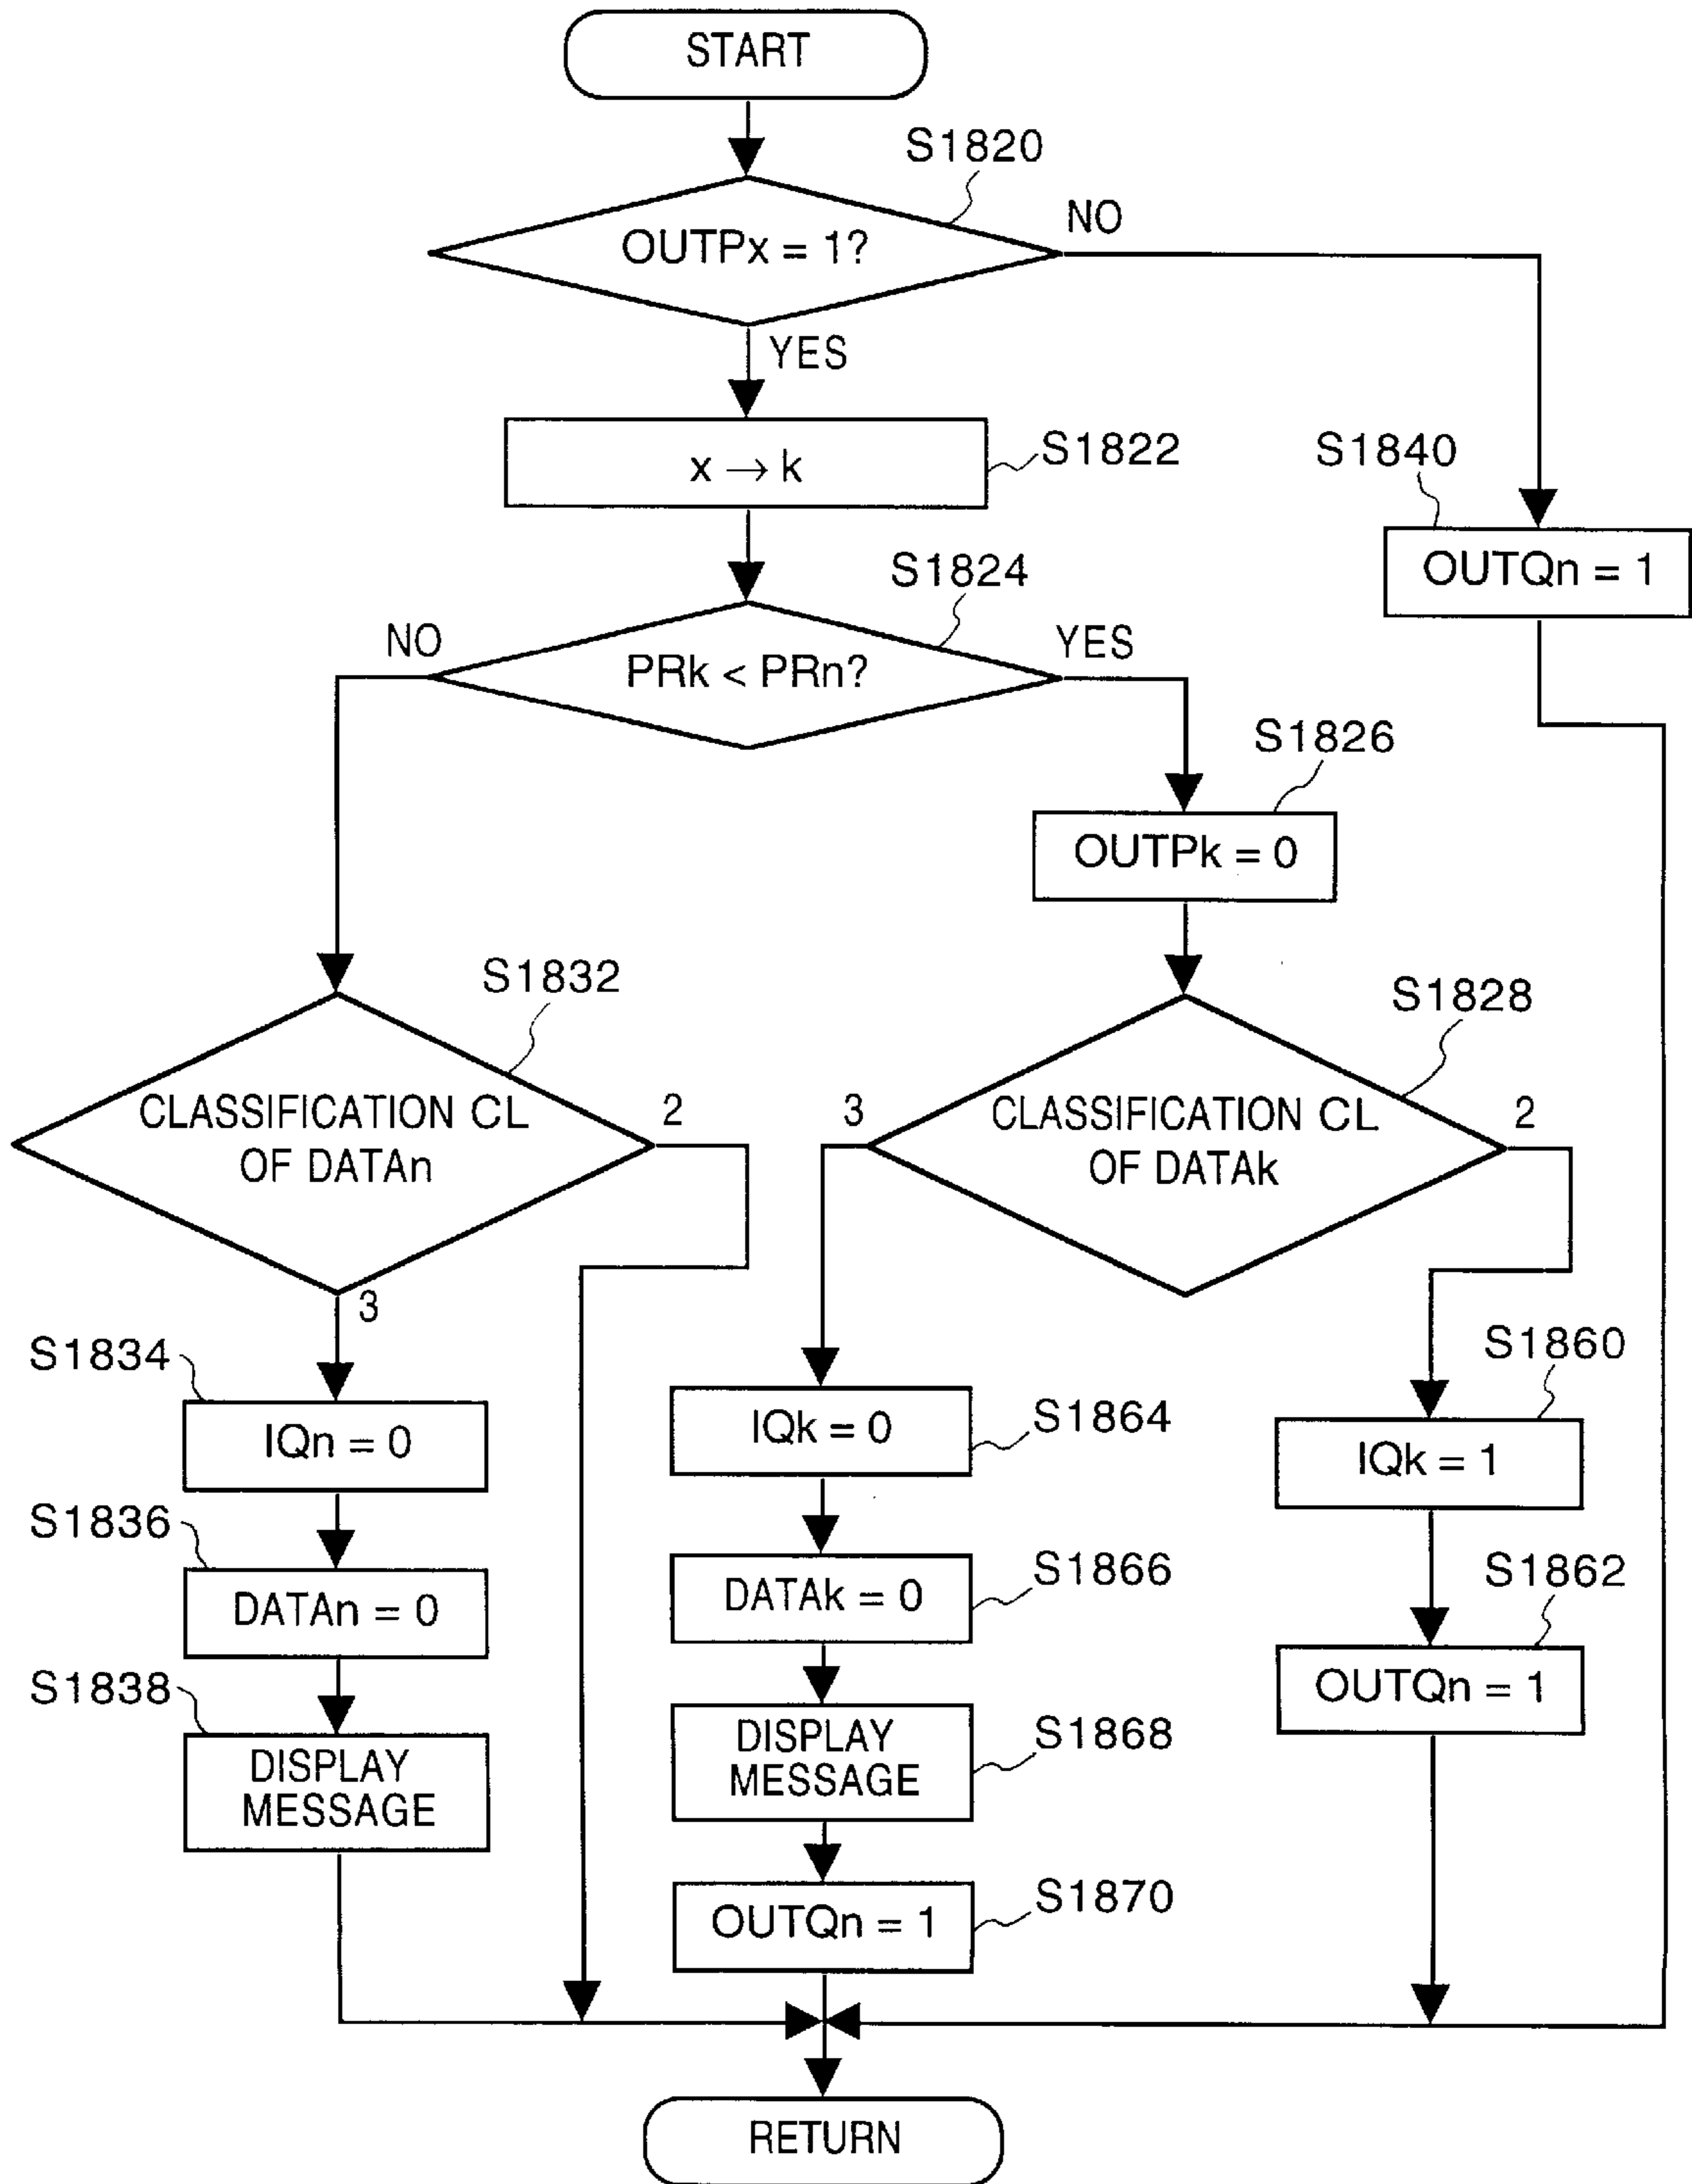 START
S1820
OUTPx = 1?
NO
YES
x → k
S1822
S1840
OUTQn = 1
S1824
NO
PRk < PRn?
YES
S1826
OUTPk = 0
S1832
CLASSIFICATION CL
OF DATAn
2
3
S1828
3
CLASSIFICATION CL
OF DATAk
2
S1834
IQn = 0
S1836
DATAn = 0
S1838
DISPLAY
MESSAGE
IQk = 0
S1864
DATAk = 0
S1866
DISPLAY
MESSAGE
S1868
OUTQn = 1
S1870
S1860
IQk = 1
S1862
OUTQn = 1
RETURN